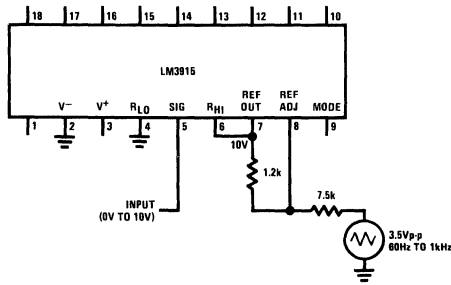 18 17 16 15 14 13 12 11 10
LM3915
REF REF
V− V+ RLO SIG RHI OUT ADJ MODE
1 2 3 4 5 6 7 8 9
10V
1.2k
7.5k
INPUT
(0V TO 10V)
3.5Vp-p
60Hz TO 1kHz